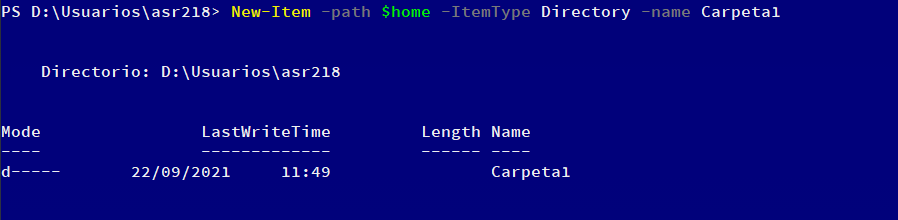 PS D:\Usuarios\asr218> New-Item -path $home -ItemType Directory -name Carpeta1
Directorio: D:\Usuarios\asr218
Mode LastWriteTime Length Name
---- ------------- ------ ----
d----- 22/09/2021 11:49 Carpeta1